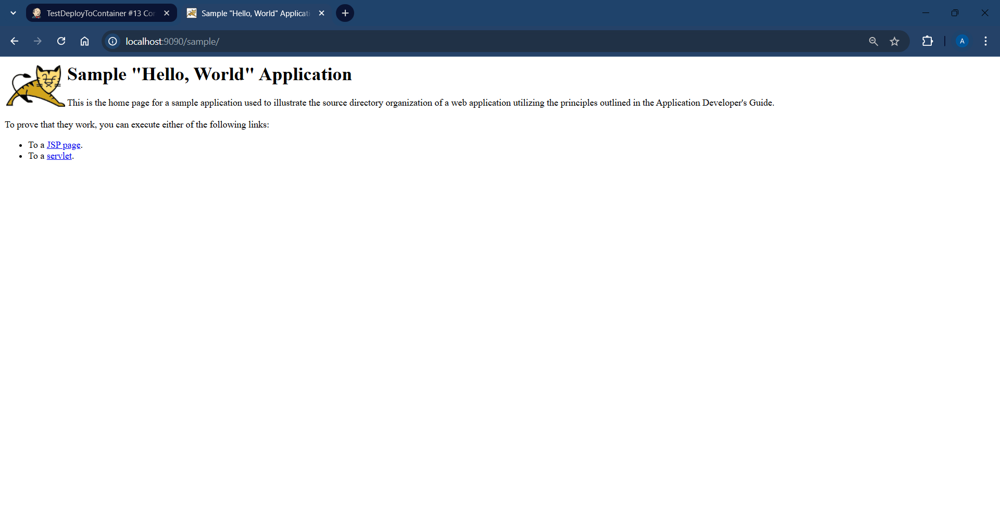 TestDeployToContainer #13 Co
Sample "Hello, World" Applicati
localhost:9090/sample/
A
Sample "Hello, World" Application
This is the home page for a sample application used to illustrate the source directory organization of a web application utilizing the principles outlined in the Application Developer's Guide.
To prove that they work, you can execute either of the following links:
• To a JSP page.
• To a servlet.